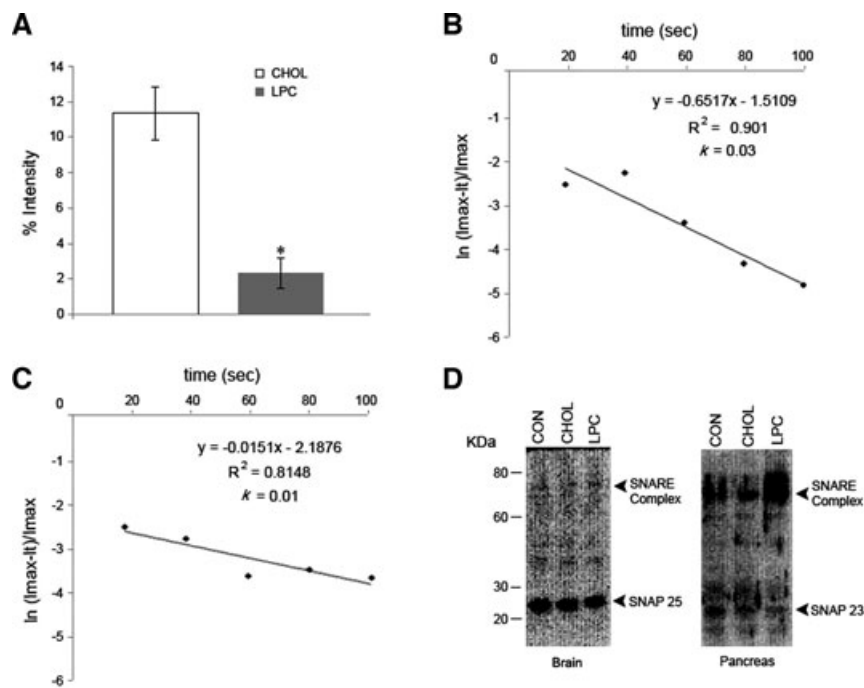 A
CHOL
LPC
% Intensity
14
12
10
8
6
4
2
0
*
B
time (sec)
0 20 40 60 80 100
y = -0.6517x - 1.5109
R2 = 0.901
k = 0.03
ln (Imax-It)/Imax
-1
-2
-3
-4
-5
-6
C
time (sec)
0 20 40 60 80 100
y = -0.0151x - 2.1876
R2 = 0.8148
k = 0.01
ln (Imax-It)/Imax
-1
-2
-3
-4
-5
-6
D
KDa
CON CHOL LPC
80
60
30
20
SNARE
Complex
SNAP 25
Brain
CON CHOL LPC
SNARE
Complex
SNAP 23
Pancreas